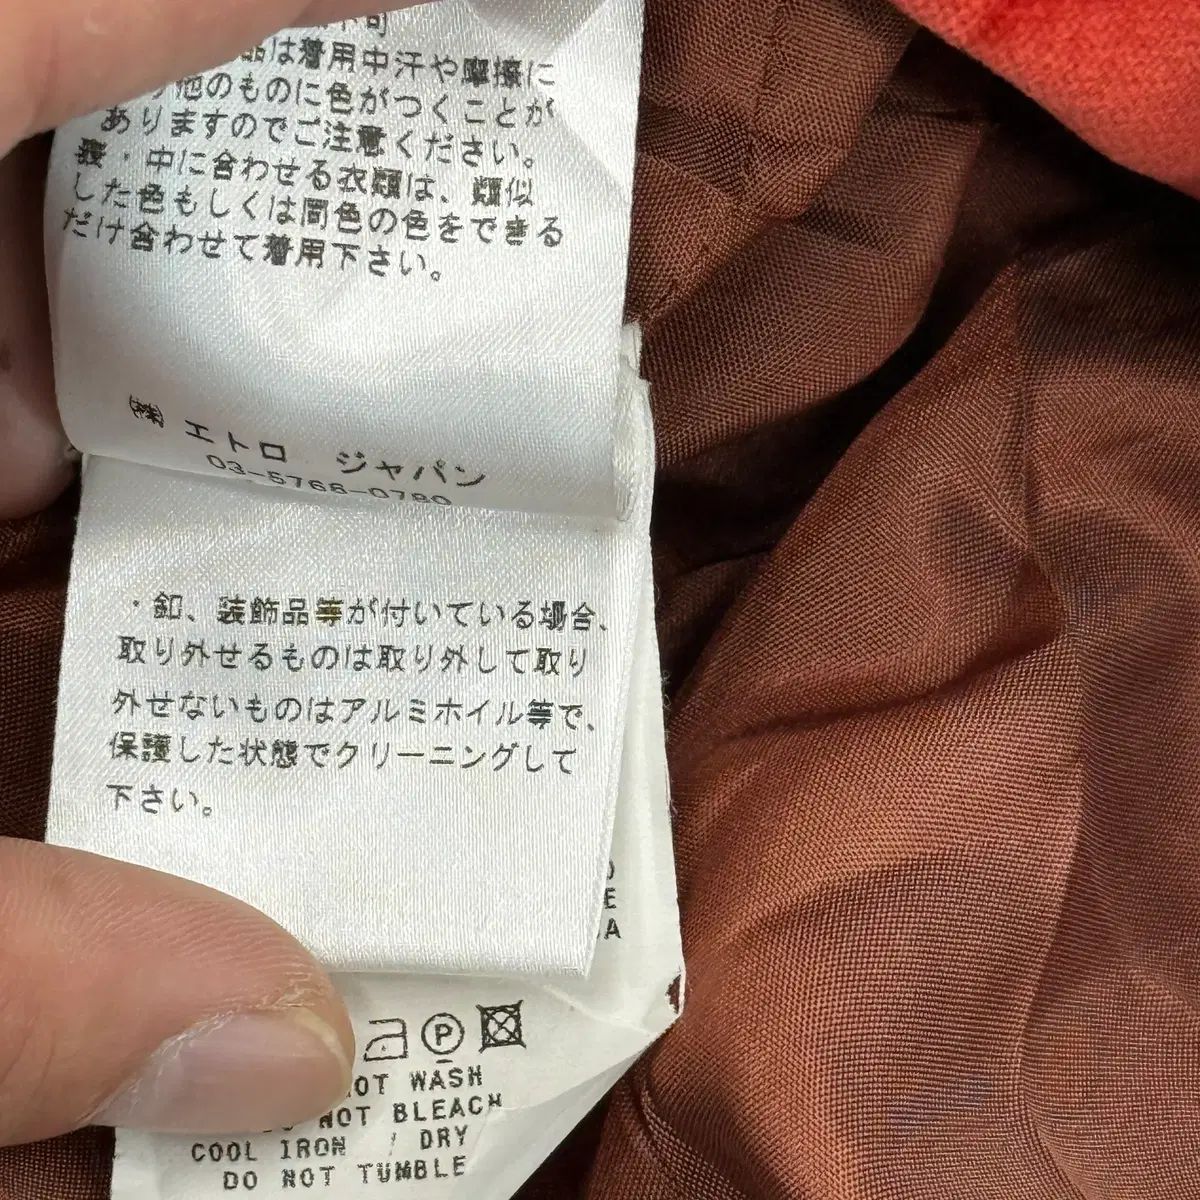 不可
品は着用中汗や摩擦に
り他のものに色がつくことが
ありますのでご注意ください。
・中に合わせる衣類は、類似
した色もしくは同色の色をできる
だけ合わせて着用下さい。
㈱ エトロ ジャパン
03-5766-0780
・釦、装飾品等が付いている場合、
取り外せるものは取り外して取り
外せないものはアルミホイル等で、
保護した状態でクリーニングして
下さい。
E
A
P
NOT WASH
NOT BLEACH
COOL IRON / DRY
DO NOT TUMBLE